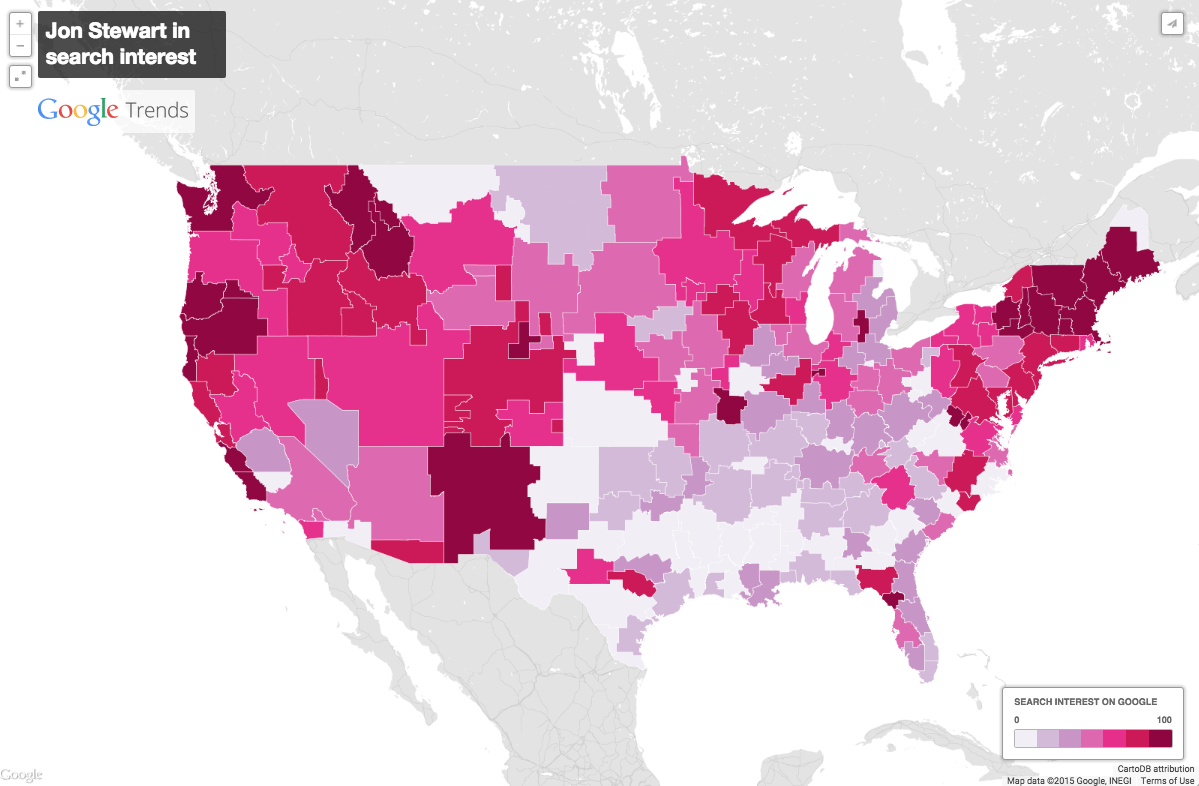 +
Jon Stewart in
search interest
−
Google Trends
SEARCH INTEREST ON GOOGLE
0 100
CartoDB attribution
Google
Map data ©2015 Google, INEGI Terms of Use